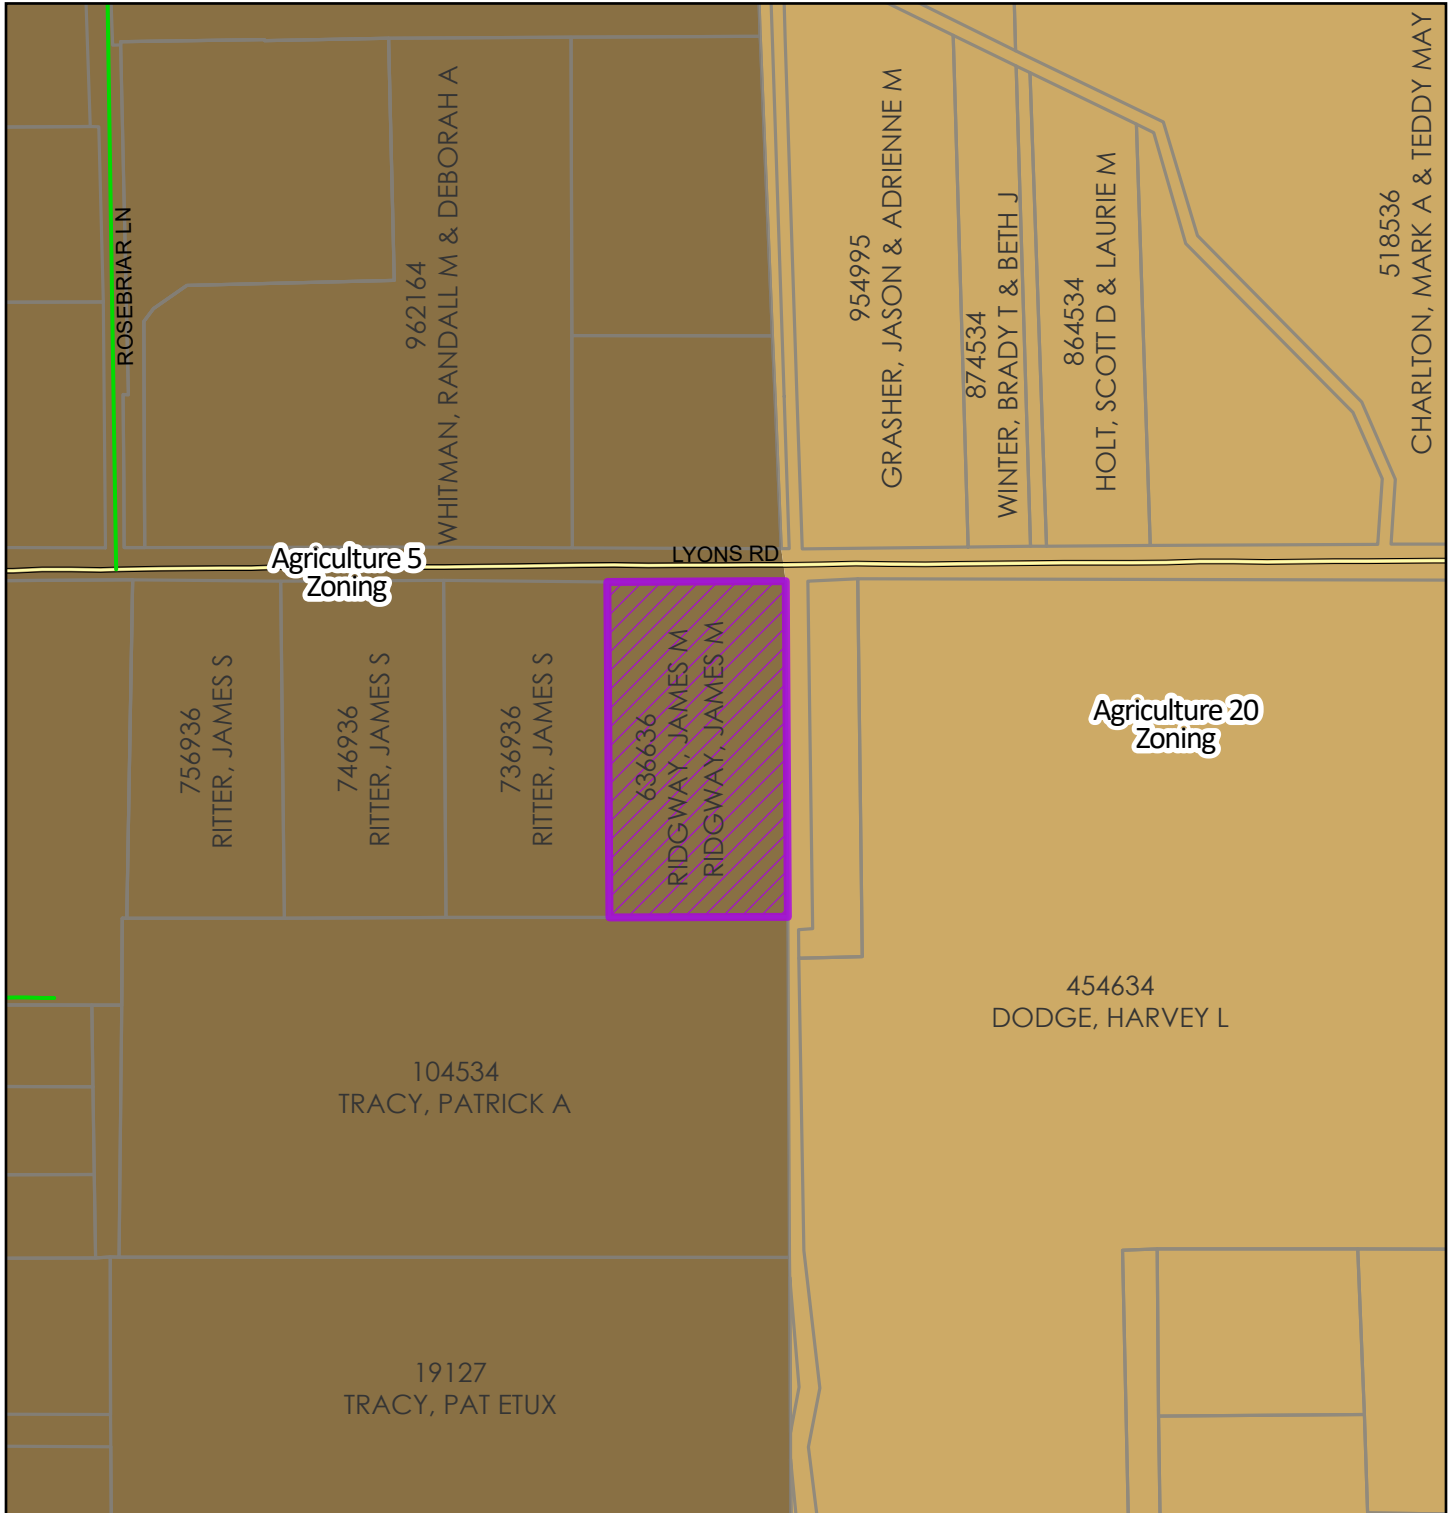 ROSEBRIAR LN
962164
WHITMAN, RANDALL M & DEBORAH A
954995
GRASHER, JASON & ADRIENNE M
874534
WINTER, BRADY T & BETH J
864534
HOLT, SCOTT D & LAURIE M
518536
CHARLTON, MARK A & TEDDY MAY
Agriculture 5
Zoning
LYONS RD
756936
RITTER, JAMES S
746936
RITTER, JAMES S
736936
RITTER, JAMES S
636636
RIDGWAY, JAMES M
RIDGWAY, JAMES M
Agriculture 20
Zoning
454634
DODGE, HARVEY L
104534
TRACY, PATRICK A
19127
TRACY, PAT ETUX